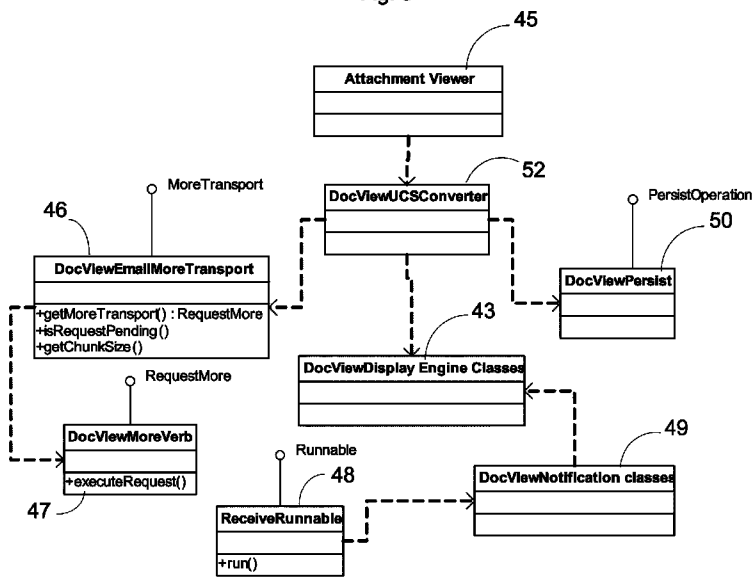 45
Attachment Viewer
52
DocViewUCSConverter
MoreTransport
46
PersistOperation
50
DocViewEmailMoreTransport
+getMoreTransport() : RequestMore
+isRequestPending()
+getChunkSize()
DocViewPersist
43
DocViewDisplay Engine Classes
RequestMore
DocViewMoreVerb
+executeRequest()
47
Runnable
48
ReceiveRunnable
+run()
49
DocViewNotification classes